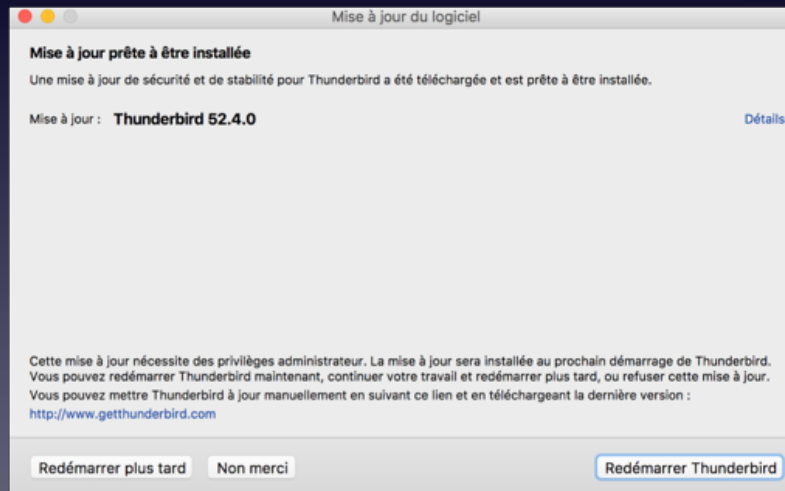 Mise à jour du logiciel
Mise à jour prête à être installée
Une mise à jour de sécurité et de stabilité pour Thunderbird a été téléchargée et est prête à être installée.
Mise à jour : Thunderbird 52.4.0 Détails
Cette mise à jour nécessite des privilèges administrateur. La mise à jour sera installée au prochain démarrage de Thunderbird.
Vous pouvez redémarrer Thunderbird maintenant, continuer votre travail et redémarrer plus tard, ou refuser cette mise à jour.
Vous pouvez mettre Thunderbird à jour manuellement en suivant ce lien et en téléchargeant la dernière version :
http://www.getthunderbird.com
Redémarrer plus tard Non merci Redémarrer Thunderbird